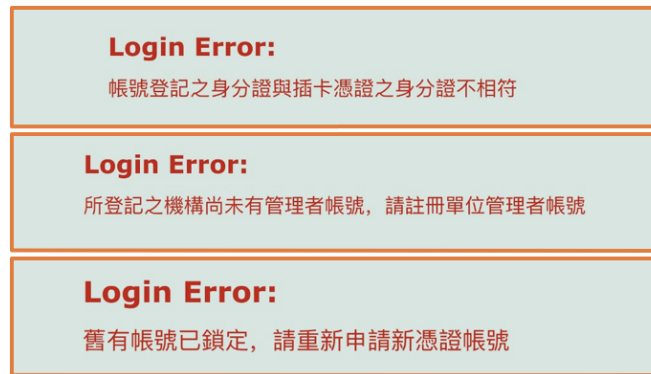 Login Error:
帳號登記之身分證與插卡憑證之身分證不相符
Login Error:
所登記之機構尚未有管理者帳號，請註冊單位管理者帳號
Login Error:
舊有帳號已鎖定，請重新申請新憑證帳號